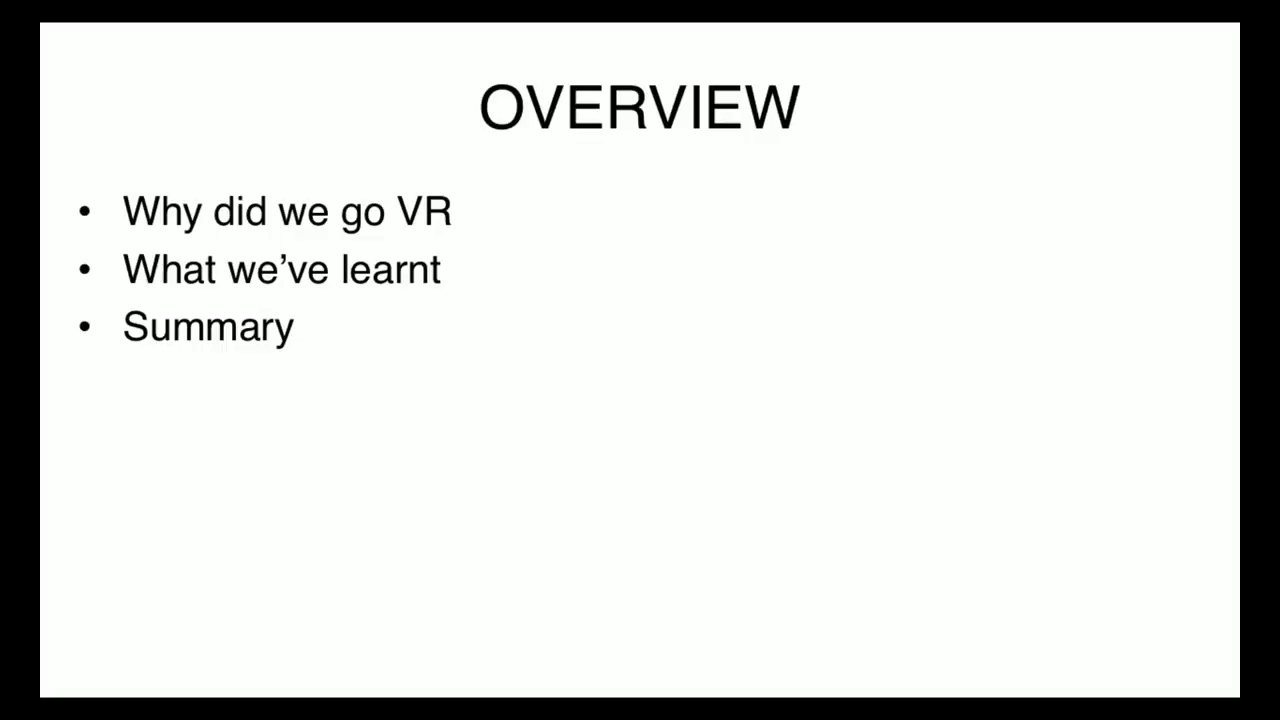 OVERVIEW
• Why did we go VR
• What we’ve learnt
• Summary